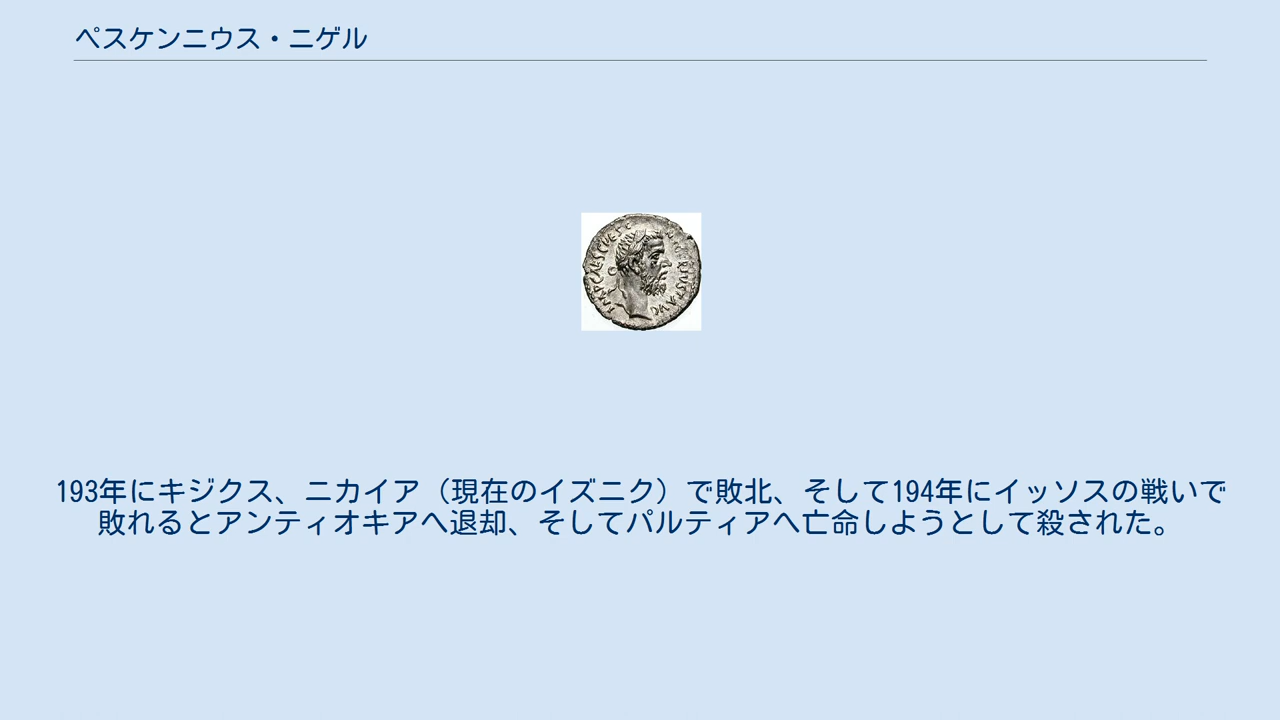 ペスケンニウス・ニゲル
IMP CAES C PESC
193年にキジクス、ニカイア（現在のイズニク）で敗北、そして194年にイッソスの戦いで
敗れるとアンティオキアへ退却、そしてパルティアへ亡命しようとして殺された。